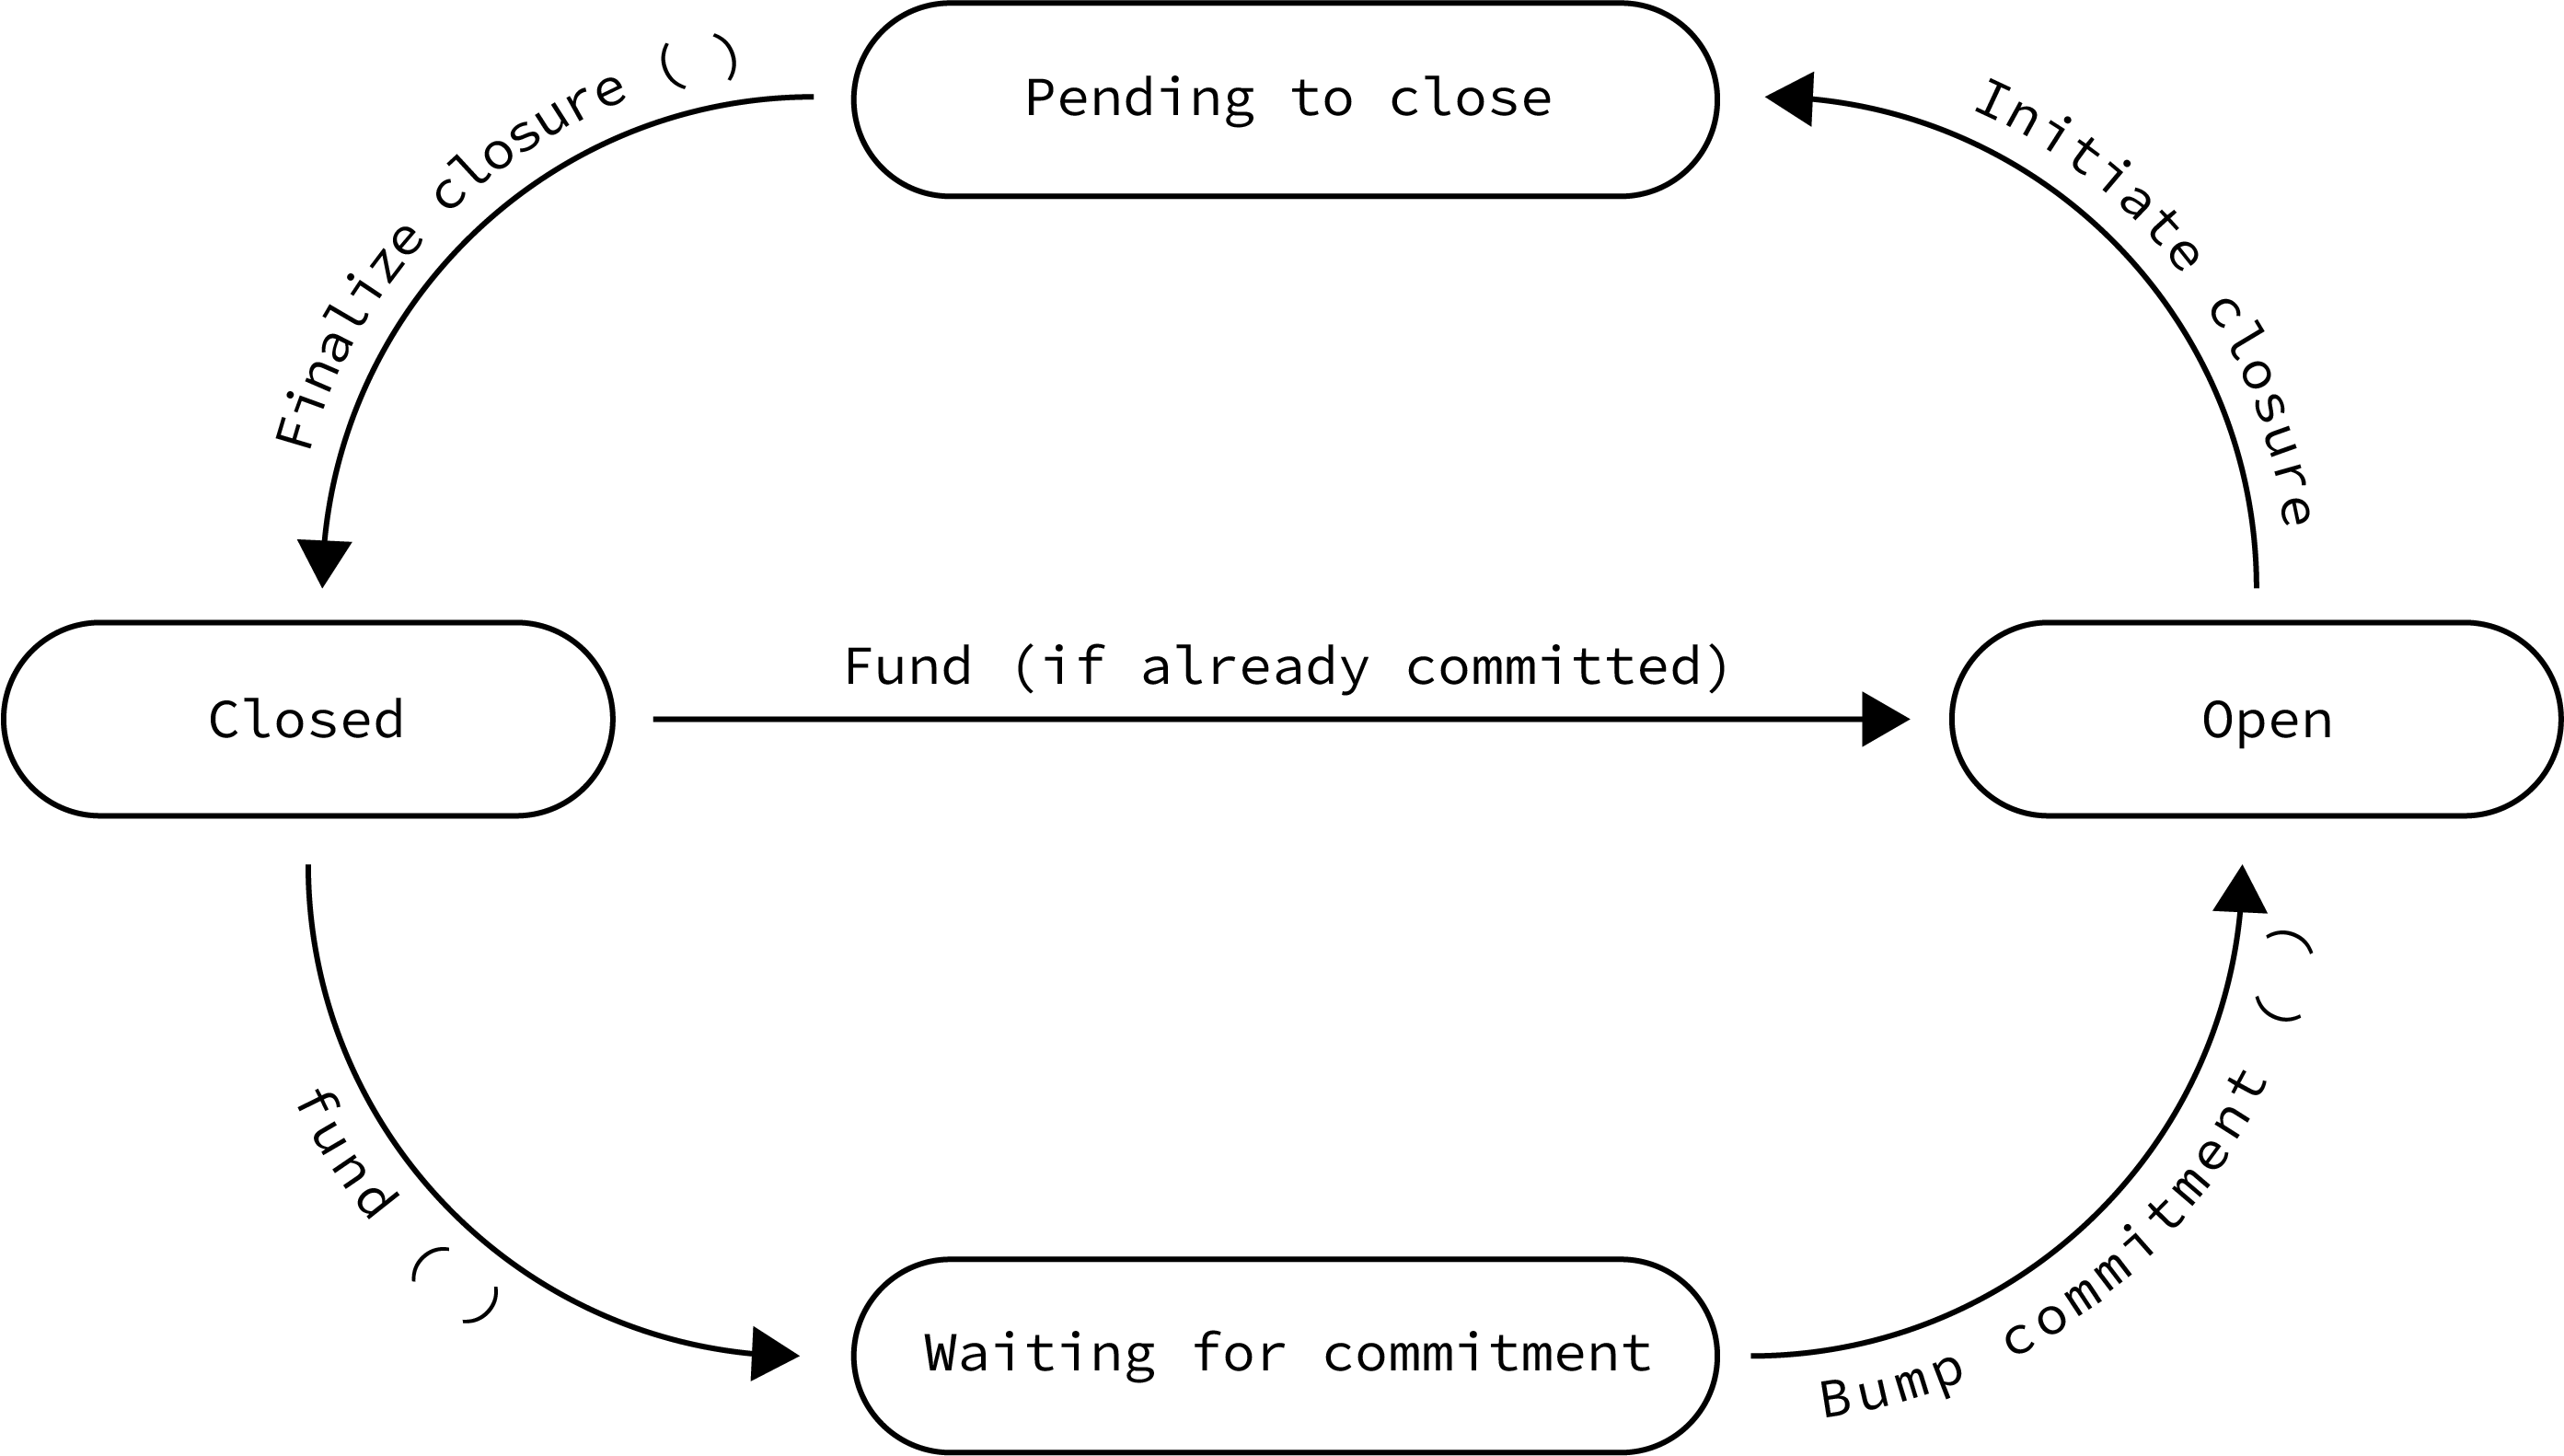 Pending to close
Finalize closure ( )
Initiate closure
Fund (if already committed)
Closed
Open
fund ( )
Bump commitment ( )
Waiting for commitment